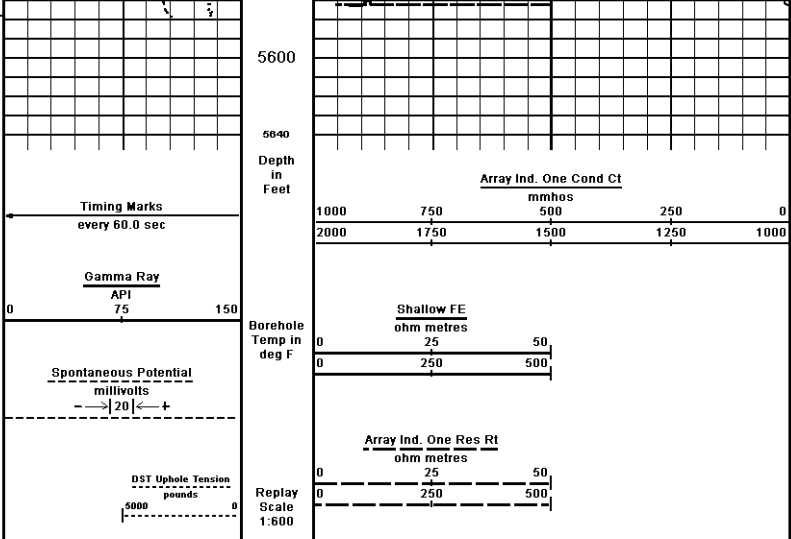 5600
5640
Depth
in
Feet
Timing Marks
every 60.0 sec
Gamma Ray
API
0 75 150
Spontaneous Potential
millivolts
- →|20|← +
DST Uphole Tension
pounds
5000 0
Borehole
Temp in
deg F
Replay
Scale
1:600
Array Ind. One Cond Ct
mmhos
1000 750 500 250 0
2000 1750 1500 1250 1000
Shallow FE
ohm metres
0 25 50
0 250 500
Array Ind. One Res Rt
ohm metres
0 25 50
0 250 500